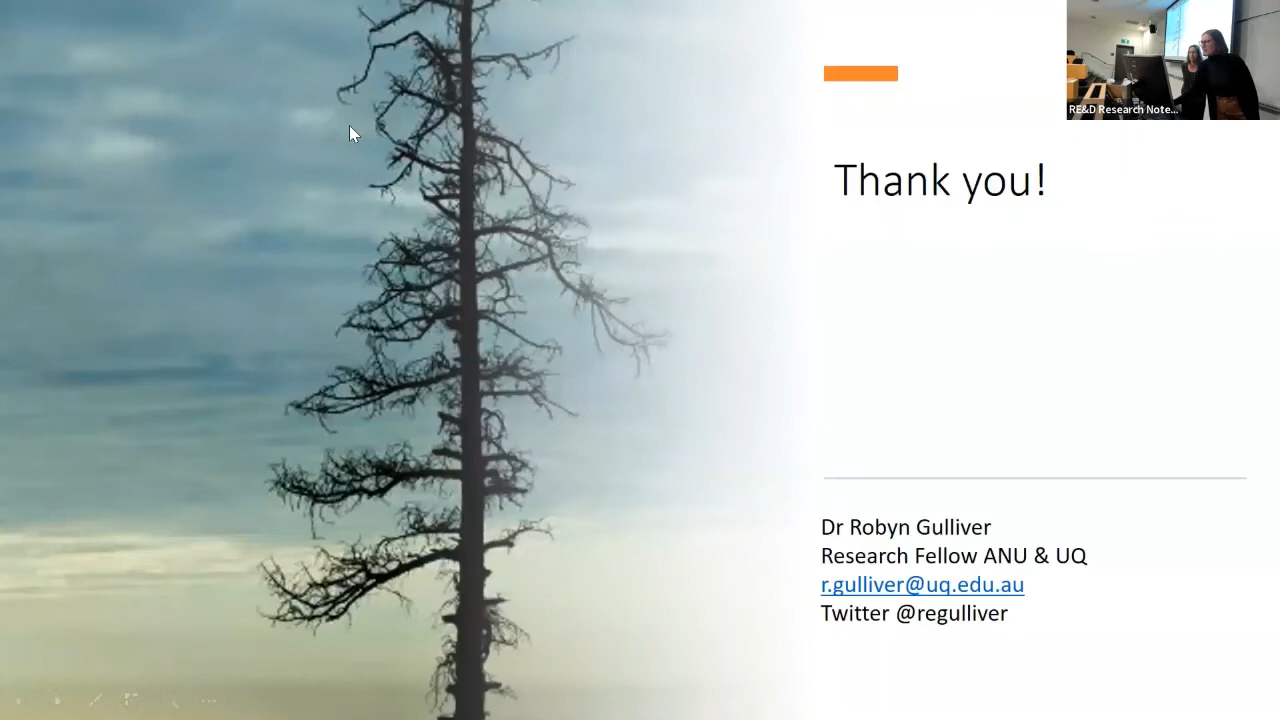 RE&D Research Note...
Thank you!
Dr Robyn Gulliver
Research Fellow ANU & UQ
r.gulliver@uq.edu.au
Twitter @regulliver